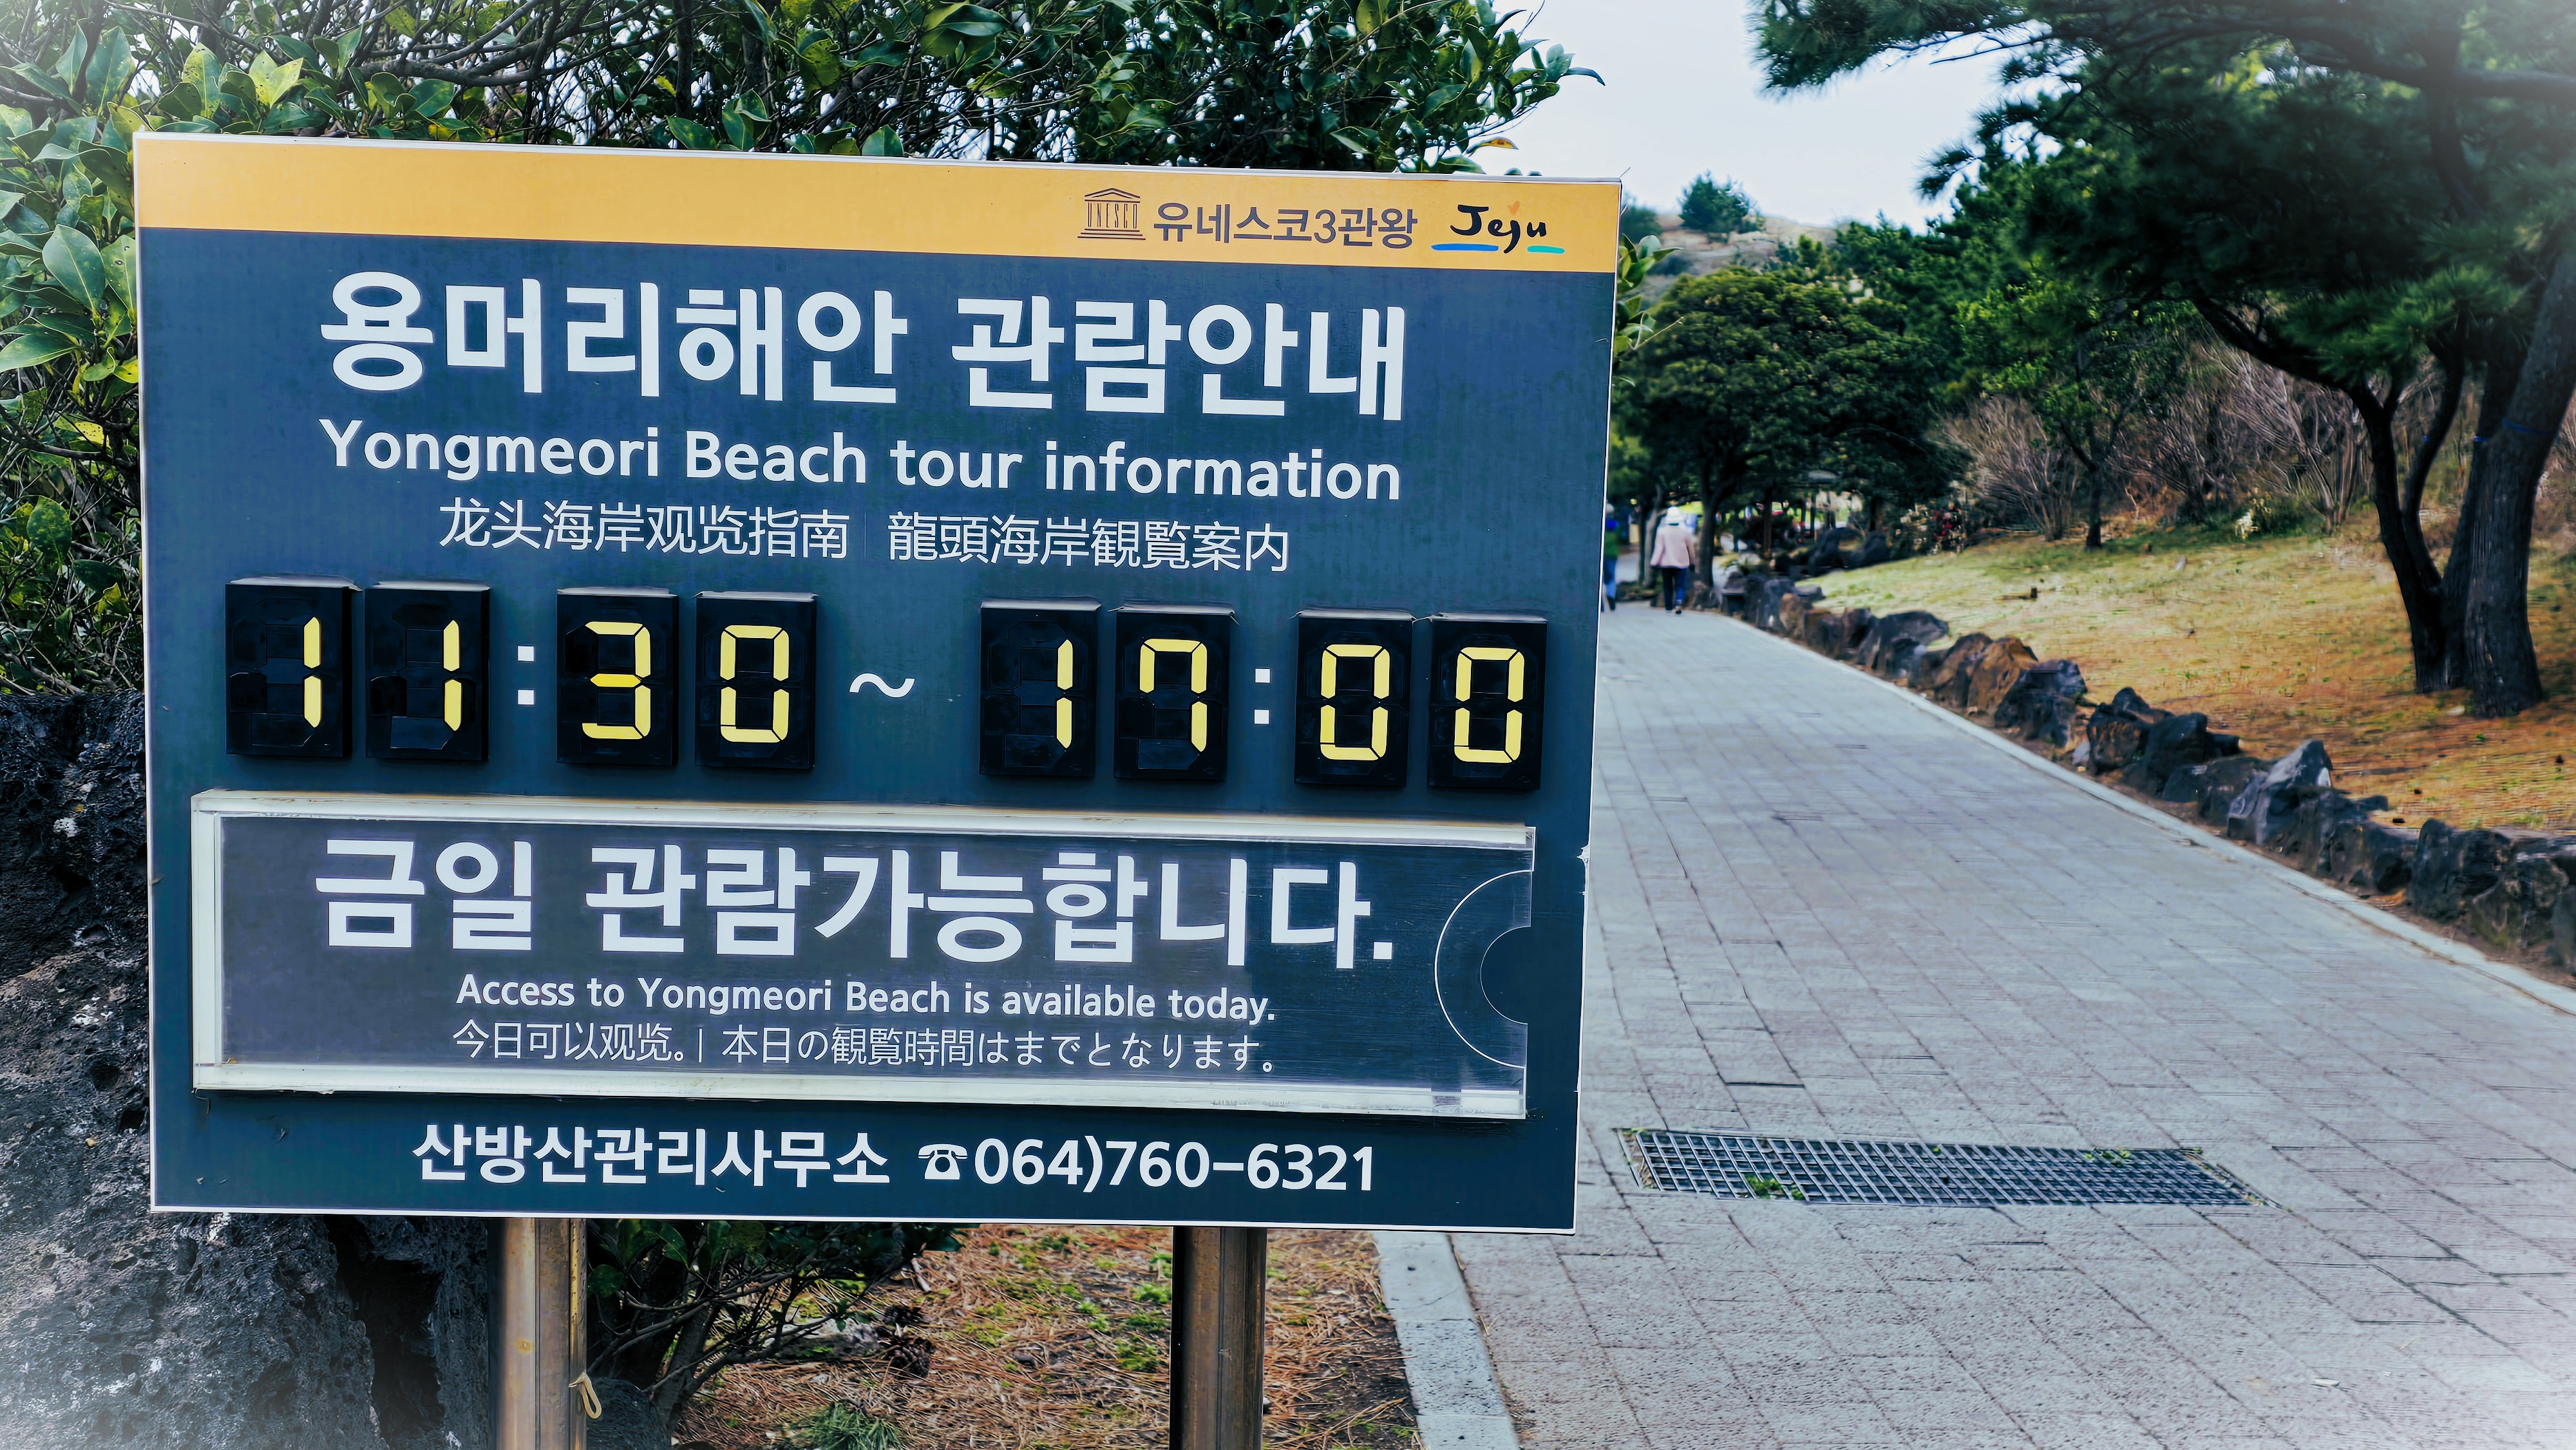 UNESCO 유네스코3관왕 Jeju
용머리해안 관람안내
Yongmeori Beach tour information
龙头海岸观览指南 龍頭海岸観覧案内
11:30 ~ 17:00
금일 관람가능합니다.
Access to Yongmeori Beach is available today.
今日可以观览。| 本日の観覧時間はまでとなります。
산방산관리사무소 ☎064)760-6321